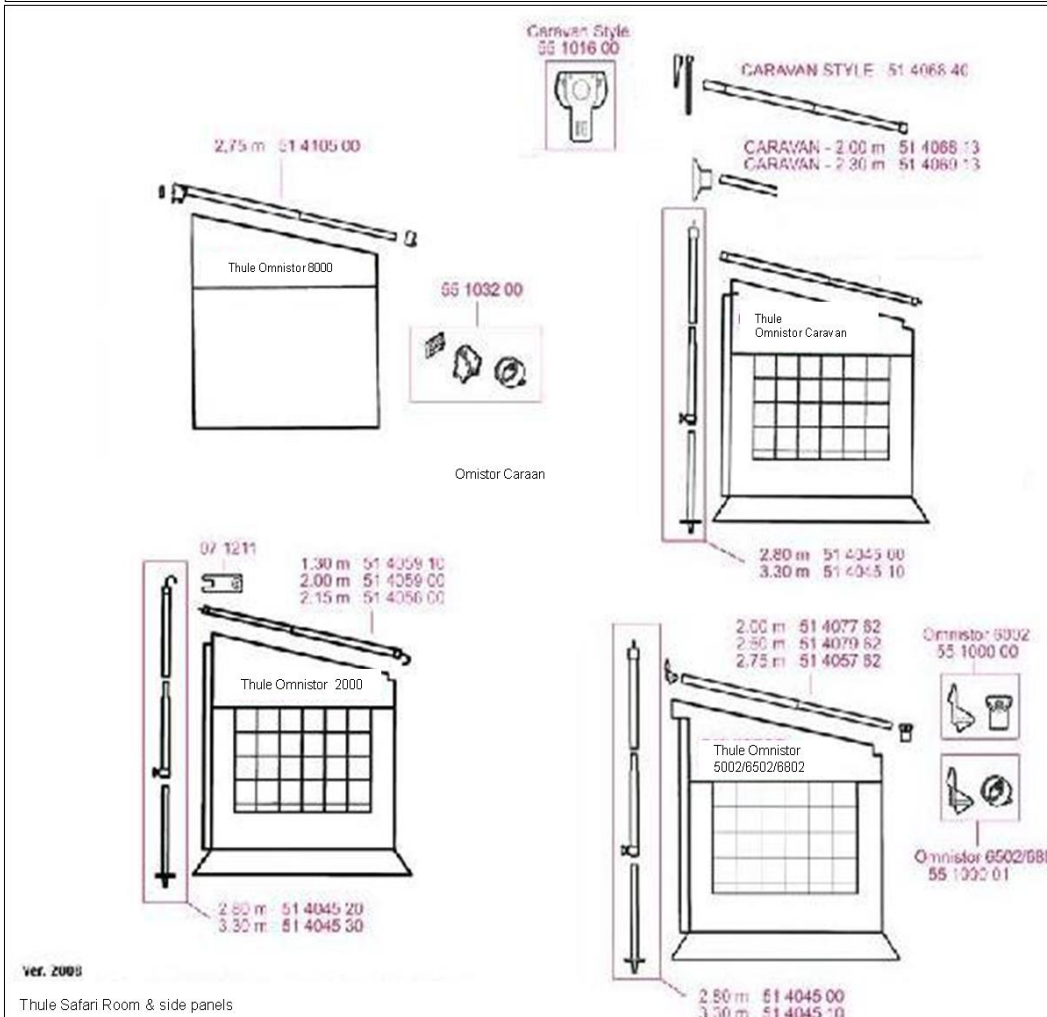 Caravan Style
55 1016 00
CARAVAN STYLE 51 4068 40
CARAVAN - 2.00 m 51 4068 13
CARAVAN - 2.30 m 51 4069 13
2,75 m 51 4105 00
Thule Omnistor 8000
55 1032 00
Thule
Omnistor Caravan
Omistor Caraan
2.80 m 51 4045 00
3.30 m 51 4045 10
07 1211
1.30 m 51 4059 10
2.00 m 51 4059 00
2.15 m 51 4056 00
Thule Omnistor 2000
2.80 m 51 4045 20
3.30 m 51 4045 30
2.00 m 51 4077 62
2.60 m 51 4079 62
2.75 m 51 4057 62
Omnistor 6002
55 1000 00
Thule Omnistor
5002/6502/6802
Omnistor 6502/68
55 1000 01
2.80 m 51 4045 00
3.30 m 51 4045 10
Ver. 2008
Thule Safari Room & side panels